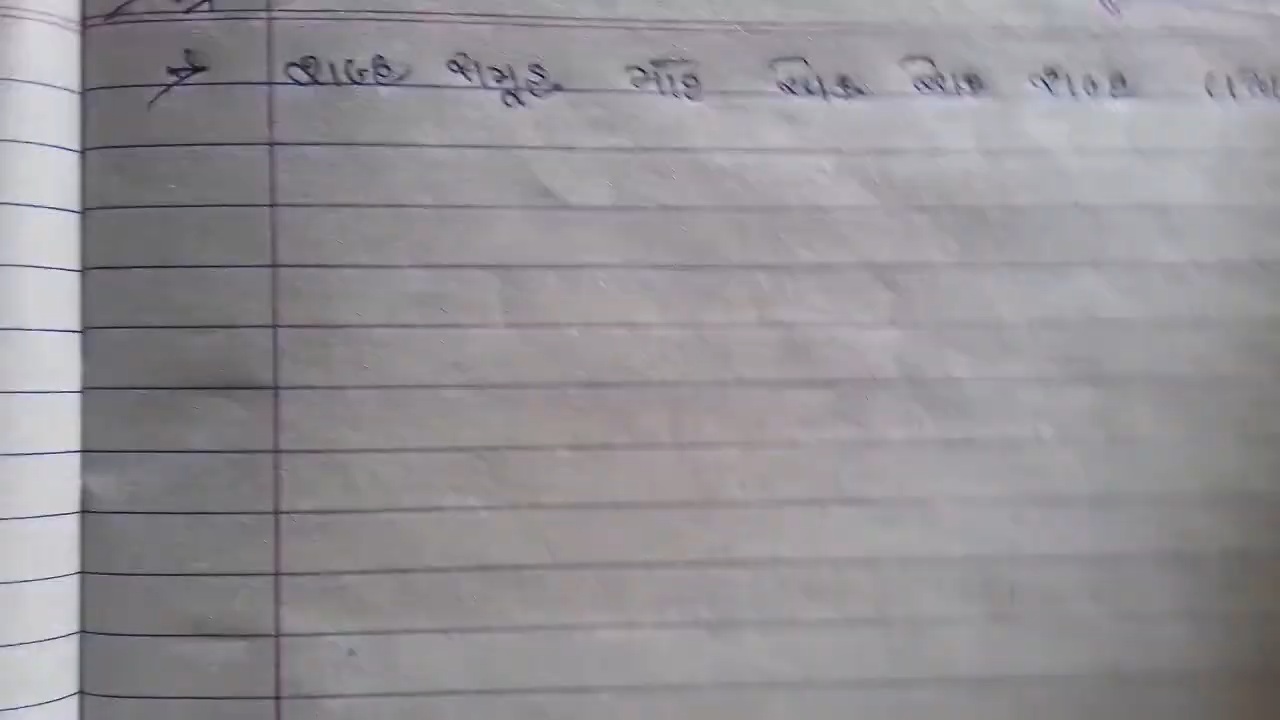 → શબ્દ સમૂહ માટે એક એક શબ્દ